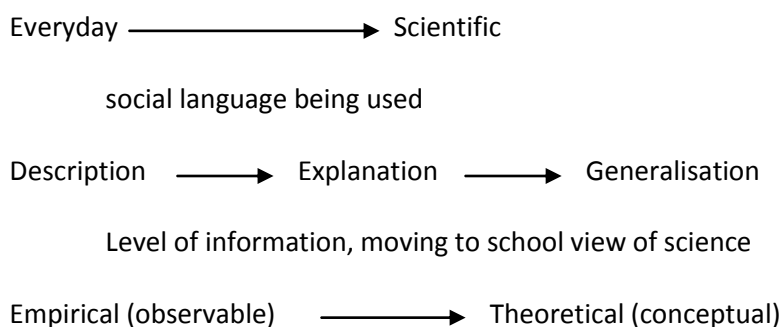 Everyday Scientific
social language being used
Description Explanation Generalisation
Level of information, moving to school view of science
Empirical (observable) Theoretical (conceptual)